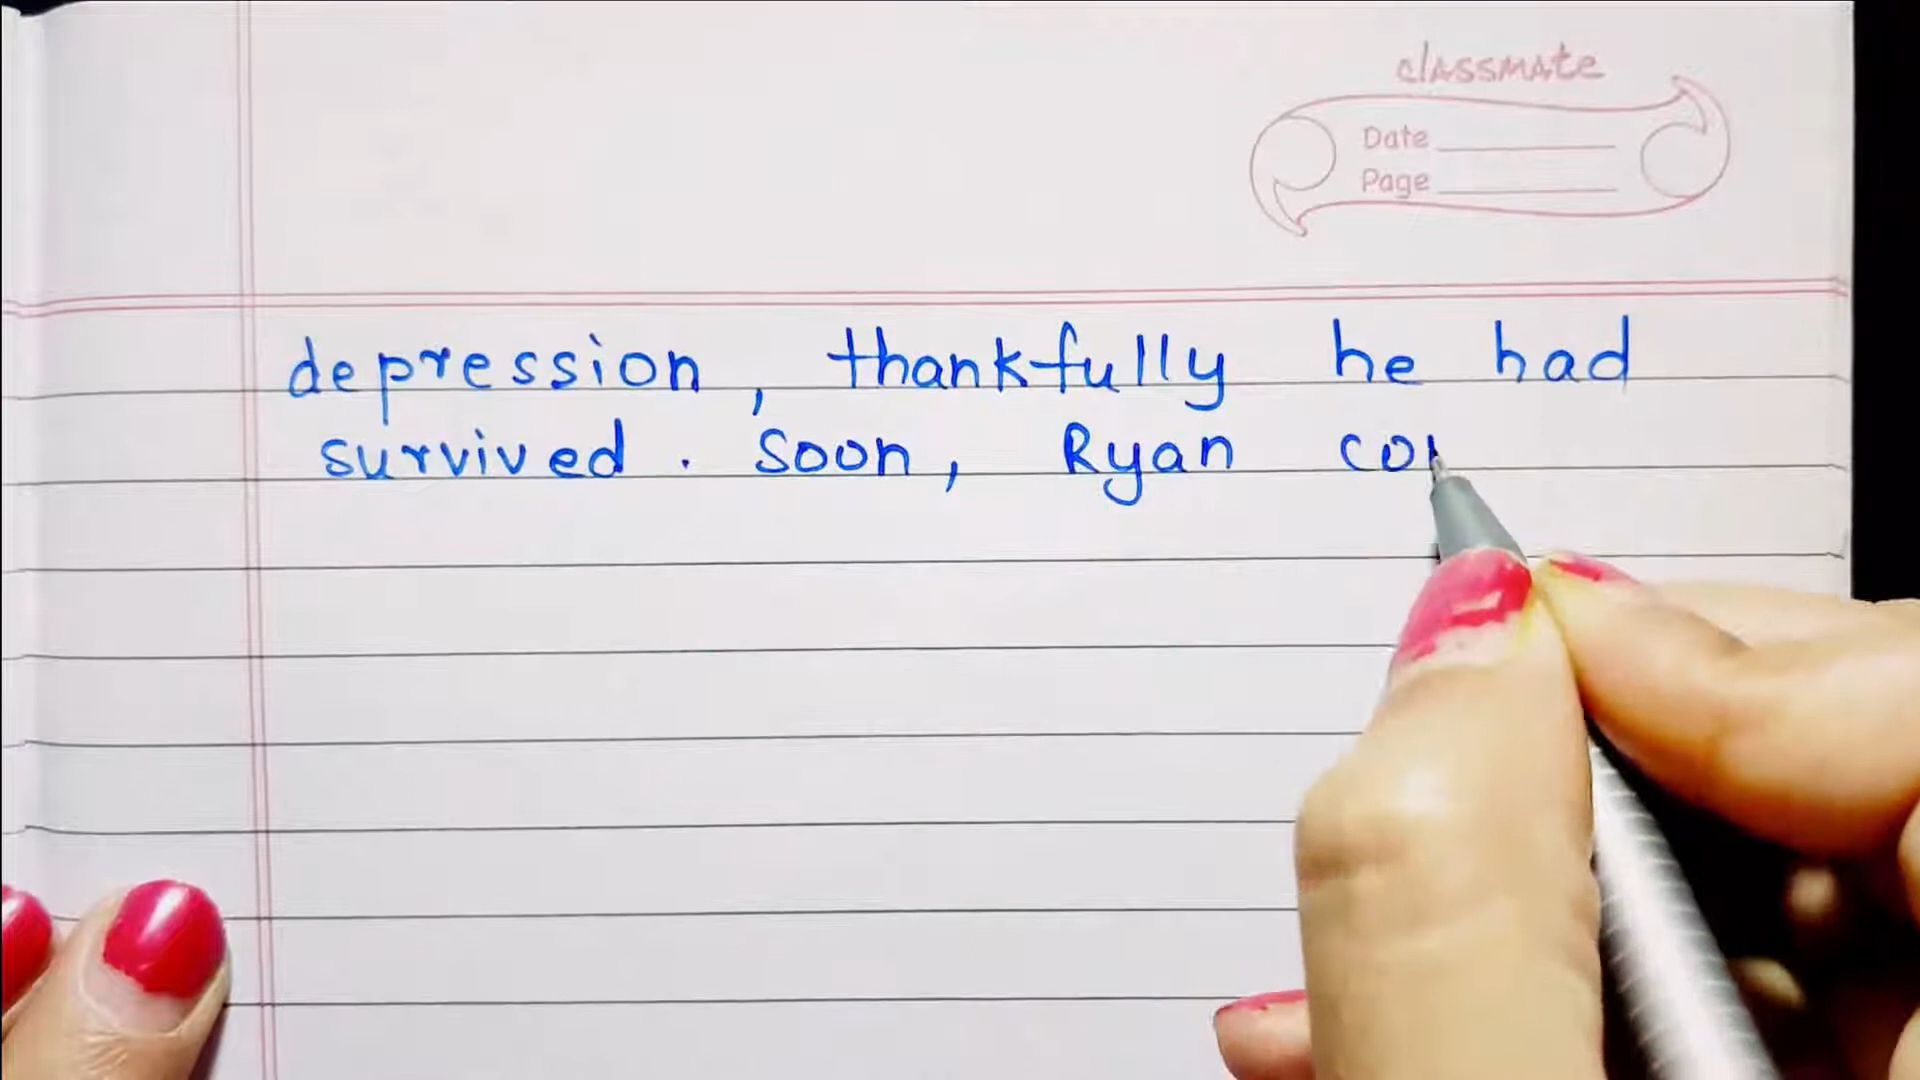 classmate
Date
Page
depression, thankfully he had
survived. Soon, Ryan